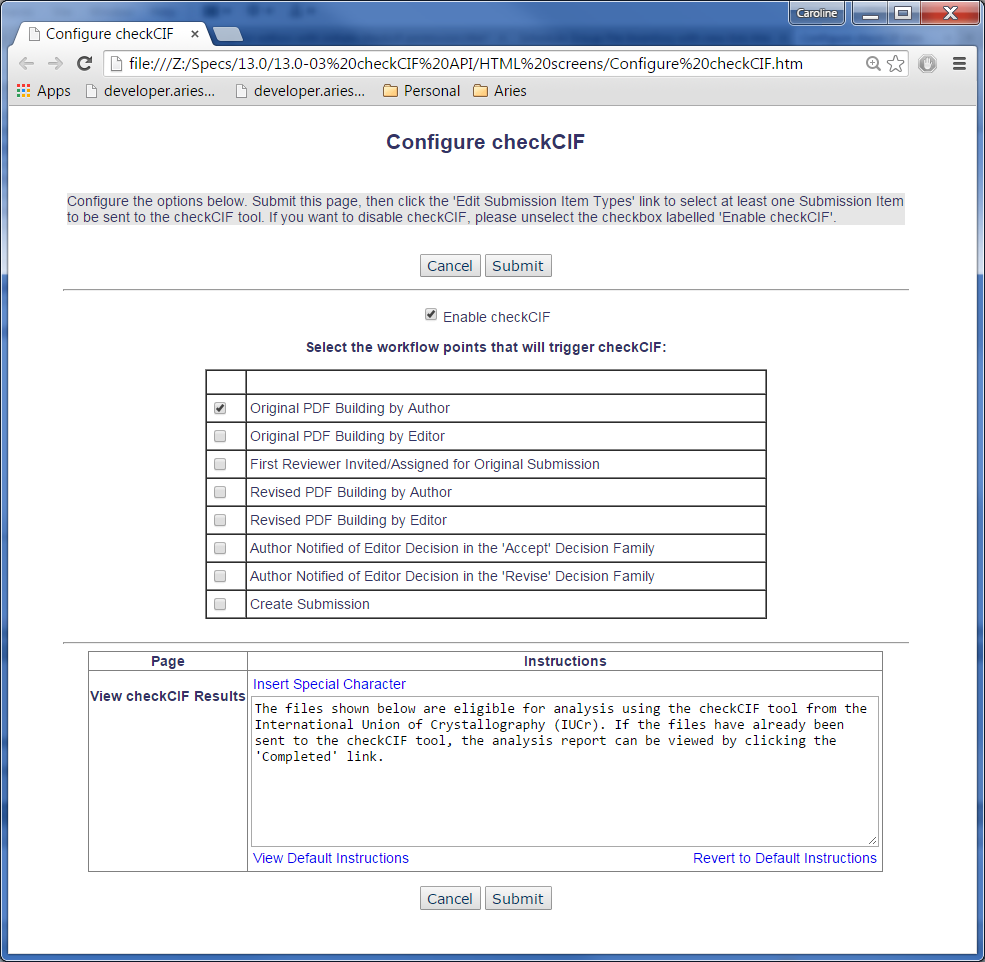 Caroline
Configure checkCIF
file:///Z:/Specs/13.0/13.0-03%20checkCIF%20API/HTML%20screens/Configure%20checkCIF.htm
Apps developer.aries... developer.aries... Personal Aries
Configure checkCIF
Configure the options below. Submit this page, then click the 'Edit Submission Item Types' link to select at least one Submission Item
to be sent to the checkCIF tool. If you want to disable checkCIF, please unselect the checkbox labelled 'Enable checkCIF'.
Cancel Submit
Enable checkCIF
Select the workflow points that will trigger checkCIF:
Original PDF Building by Author
Original PDF Building by Editor
First Reviewer Invited/Assigned for Original Submission
Revised PDF Building by Author
Revised PDF Building by Editor
Author Notified of Editor Decision in the 'Accept' Decision Family
Author Notified of Editor Decision in the 'Revise' Decision Family
Create Submission
Page Instructions
Insert Special Character
View checkCIF Results
The files shown below are eligible for analysis using the checkCIF tool from the
International Union of Crystallography (IUCr). If the files have already been
sent to the checkCIF tool, the analysis report can be viewed by clicking the
'Completed' link.
View Default Instructions Revert to Default Instructions
Cancel Submit